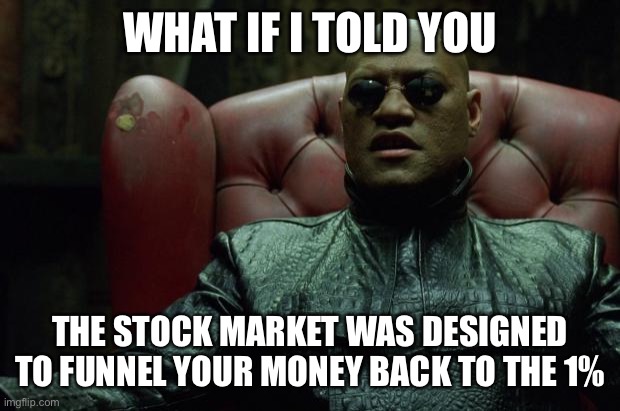 WHAT IF I TOLD YOU
THE STOCK MARKET WAS DESIGNED
TO FUNNEL YOUR MONEY BACK TO THE 1%
imgflip.com